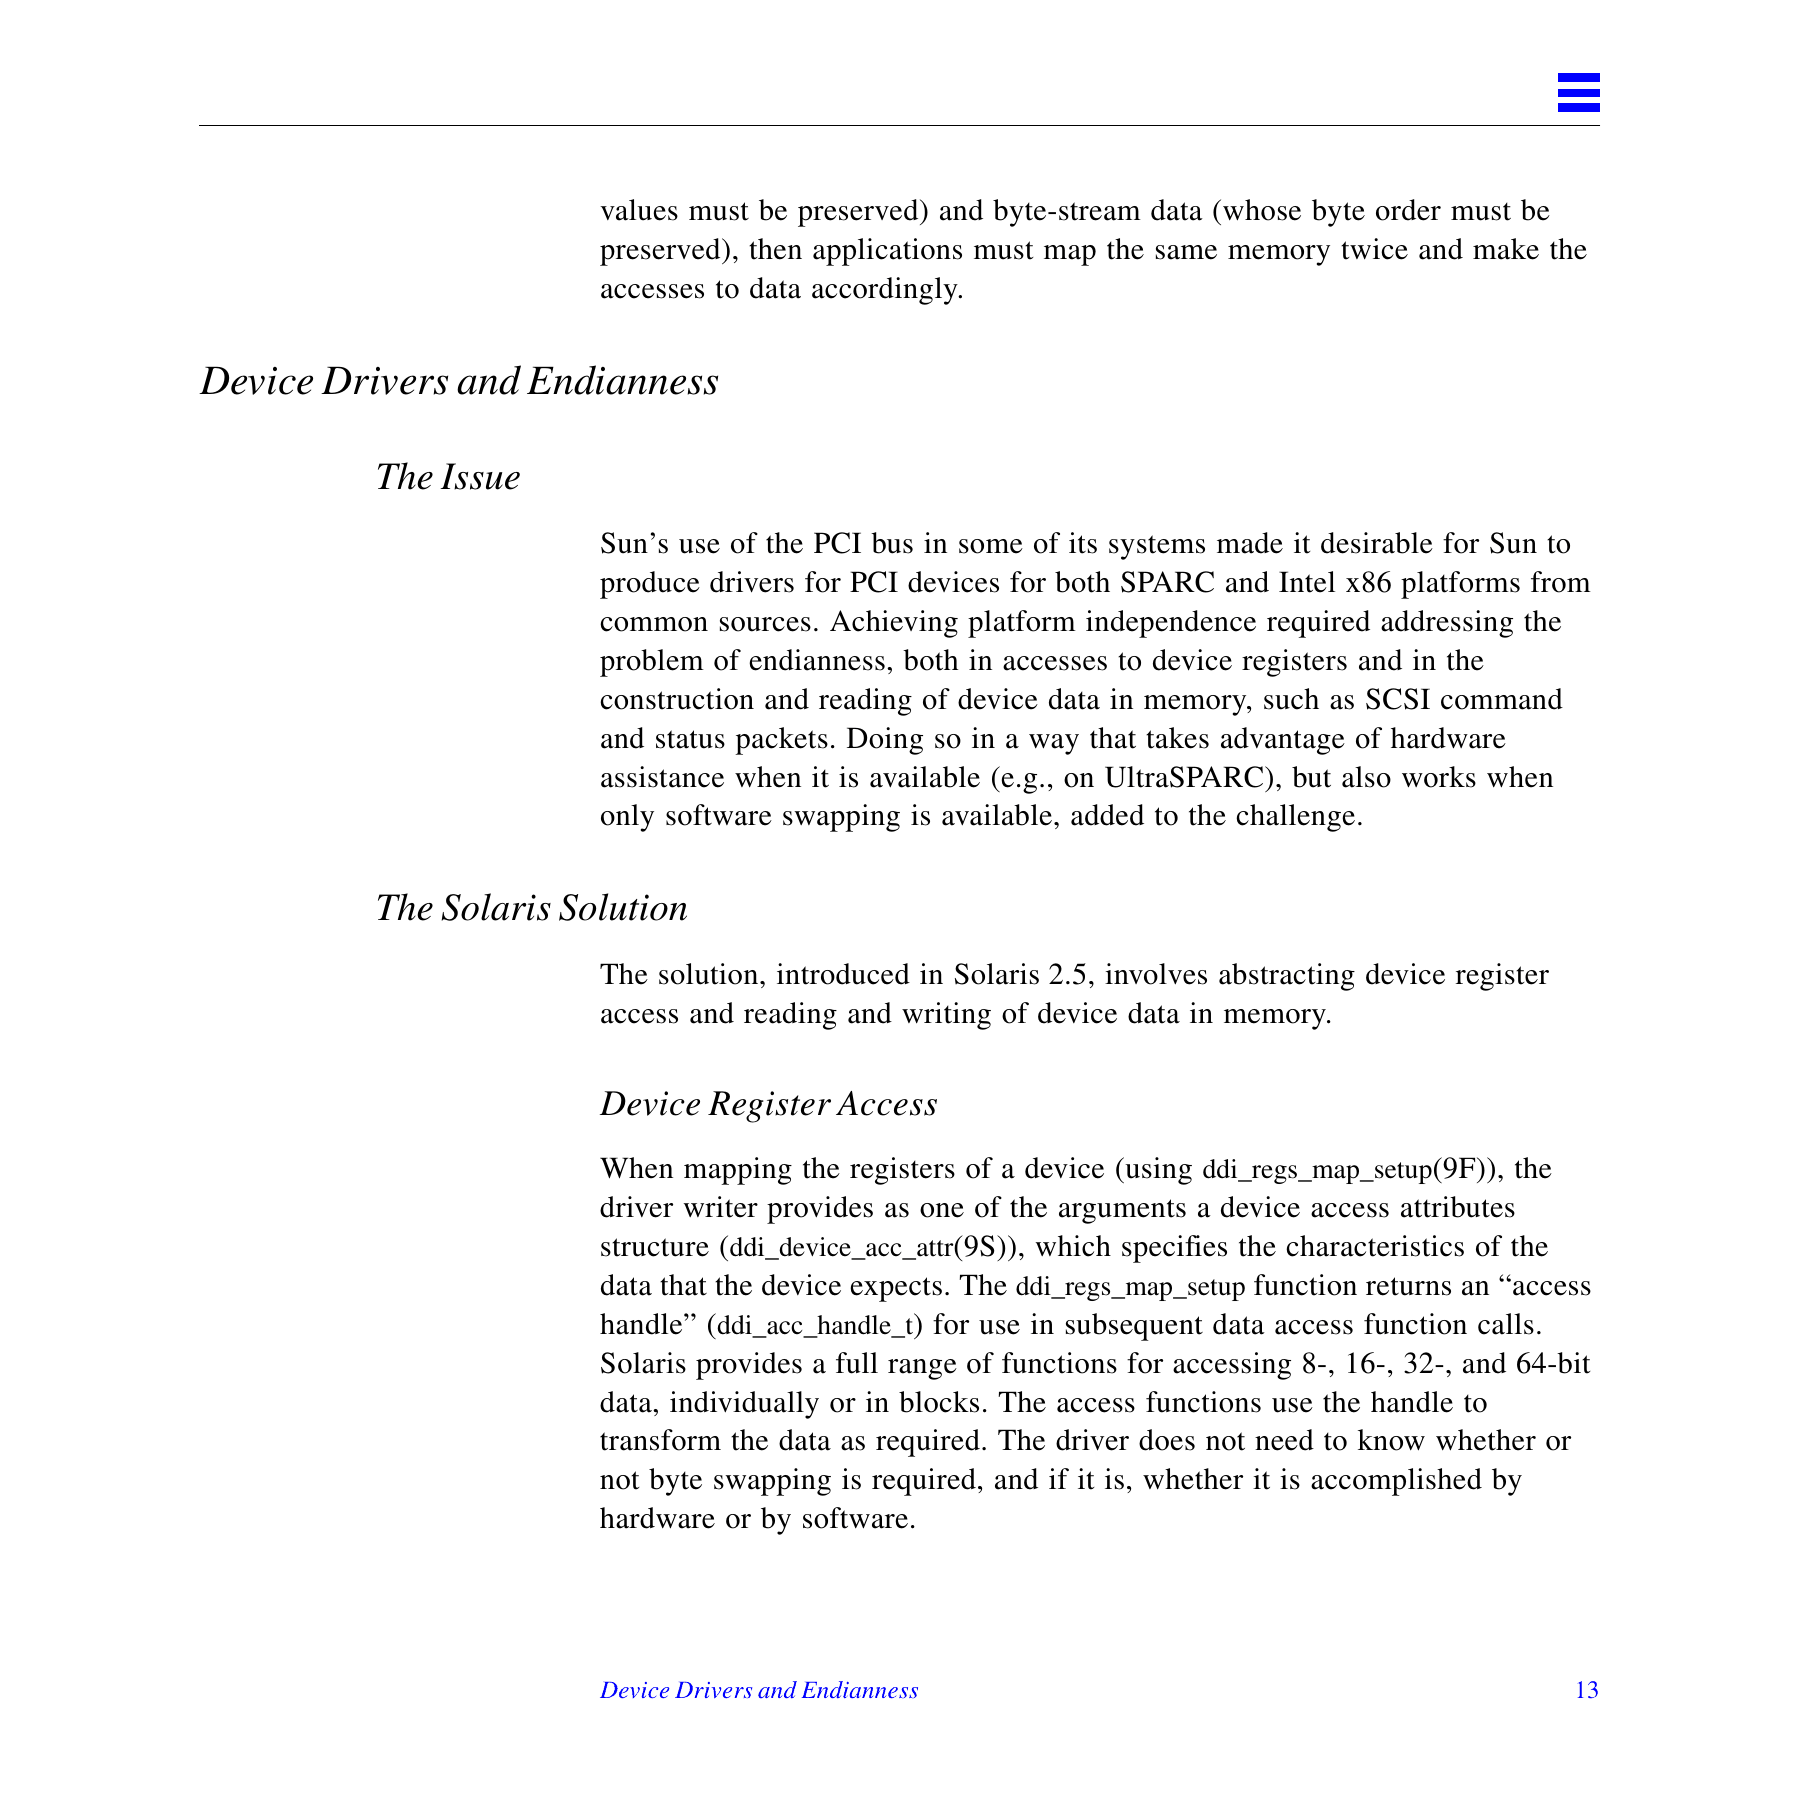 values must be preserved) and byte-stream data (whose byte order must be
preserved), then applications must map the same memory twice and make the
accesses to data accordingly.
Device Drivers and Endianness
The Issue
Sun’s use of the PCI bus in some of its systems made it desirable for Sun to
produce drivers for PCI devices for both SPARC and Intel x86 platforms from
common sources. Achieving platform independence required addressing the
problem of endianness, both in accesses to device registers and in the
construction and reading of device data in memory, such as SCSI command
and status packets. Doing so in a way that takes advantage of hardware
assistance when it is available (e.g., on UltraSPARC), but also works when
only software swapping is available, added to the challenge.
The Solaris Solution
The solution, introduced in Solaris 2.5, involves abstracting device register
access and reading and writing of device data in memory.
Device Register Access
When mapping the registers of a device (using ddi_regs_map_setup(9F)), the
driver writer provides as one of the arguments a device access attributes
structure (ddi_device_acc_attr(9S)), which specifies the characteristics of the
data that the device expects. The ddi_regs_map_setup function returns an “access
handle” (ddi_acc_handle_t) for use in subsequent data access function calls.
Solaris provides a full range of functions for accessing 8-, 16-, 32-, and 64-bit
data, individually or in blocks. The access functions use the handle to
transform the data as required. The driver does not need to know whether or
not byte swapping is required, and if it is, whether it is accomplished by
hardware or by software.
Device Drivers and Endianness 13